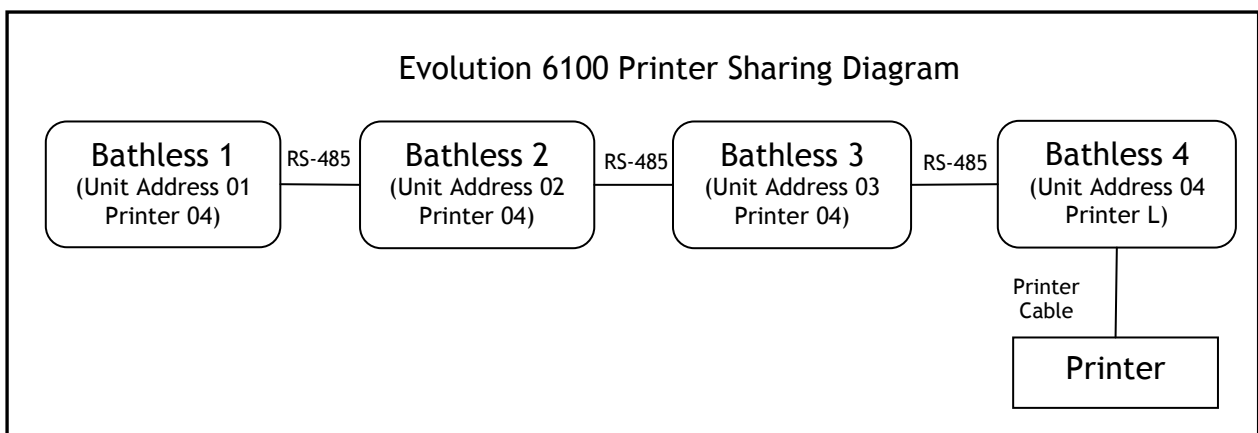 Evolution 6100 Printer Sharing Diagram
Bathless 1
(Unit Address 01
Printer 04)
RS-485
Bathless 2
(Unit Address 02
Printer 04)
RS-485
Bathless 3
(Unit Address 03
Printer 04)
RS-485
Bathless 4
(Unit Address 04
Printer L)
Printer
Cable
Printer